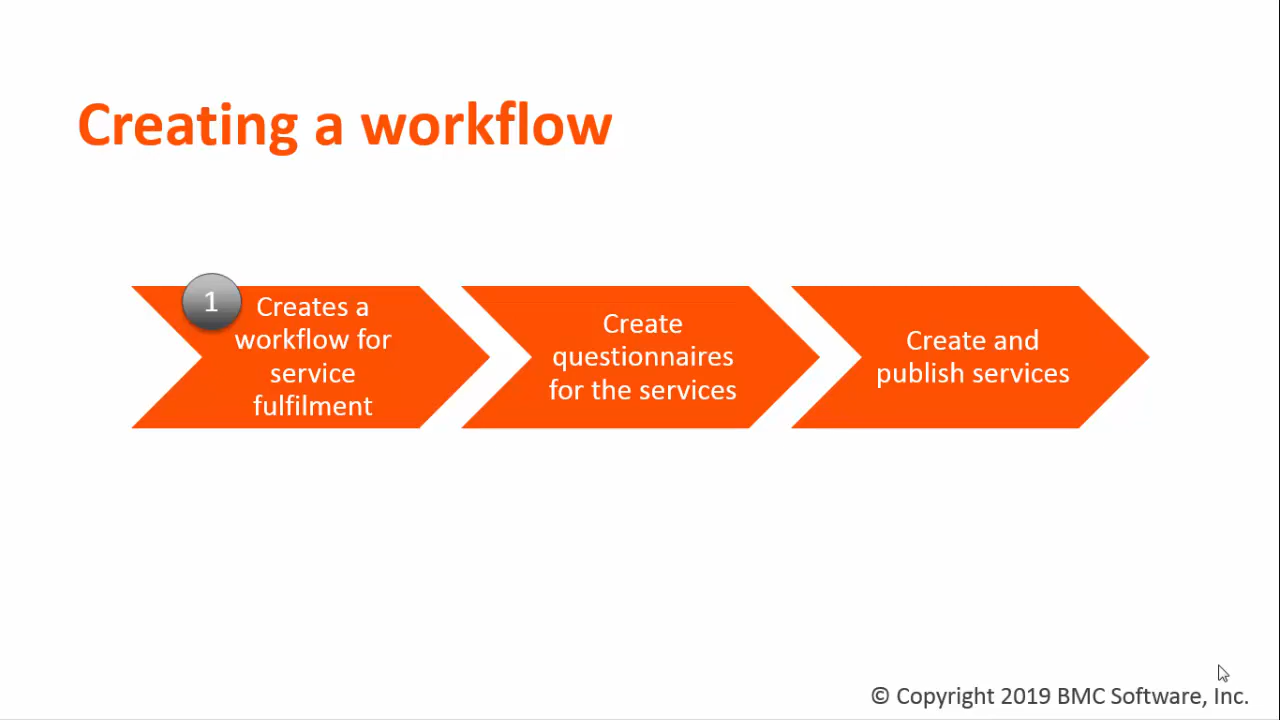 Creating a workflow
1
Creates a
workflow for
service
fulfilment
Create
questionnaires
for the services
Create and
publish services
© Copyright 2019 BMC Software, Inc.